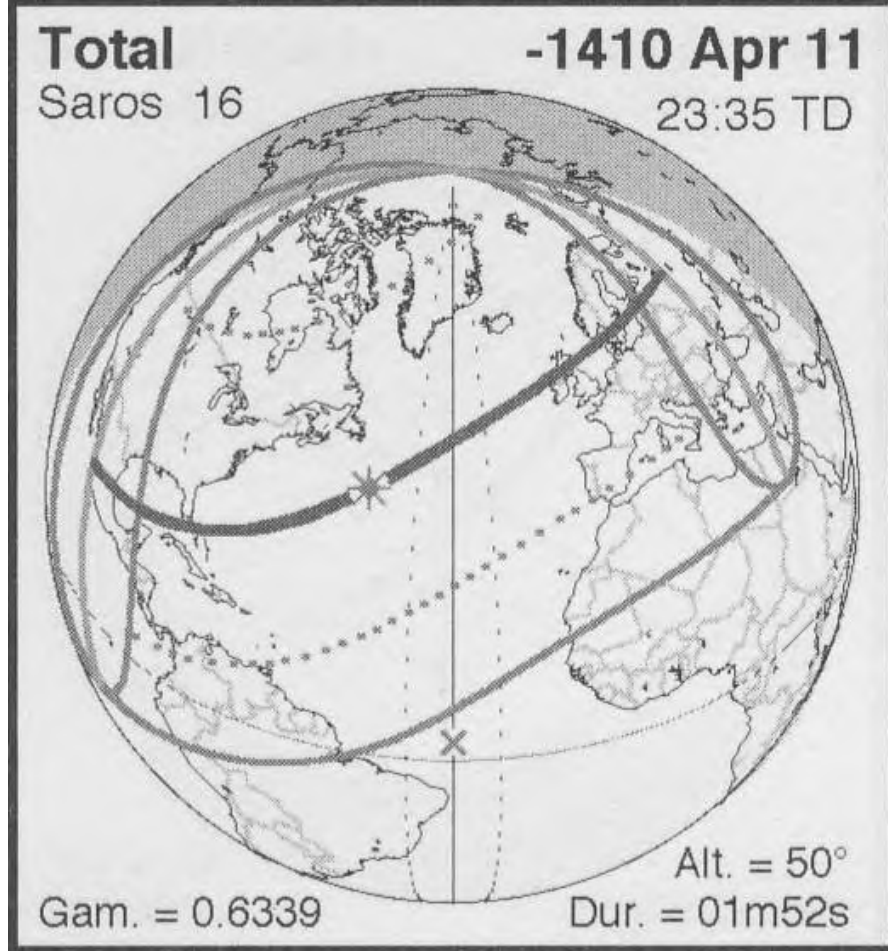 Total
-1410 Apr 11
Saros 16
23:35 TD
Alt. = 50°
Gam. = 0.6339
Dur. = 01m52s